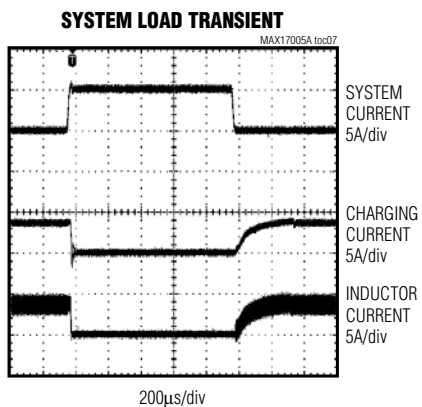 SYSTEM LOAD TRANSIENT
MAX17005A toc07
SYSTEM
CURRENT
5A/div
CHARGING
CURRENT
5A/div
INDUCTOR
CURRENT
5A/div
200μs/div